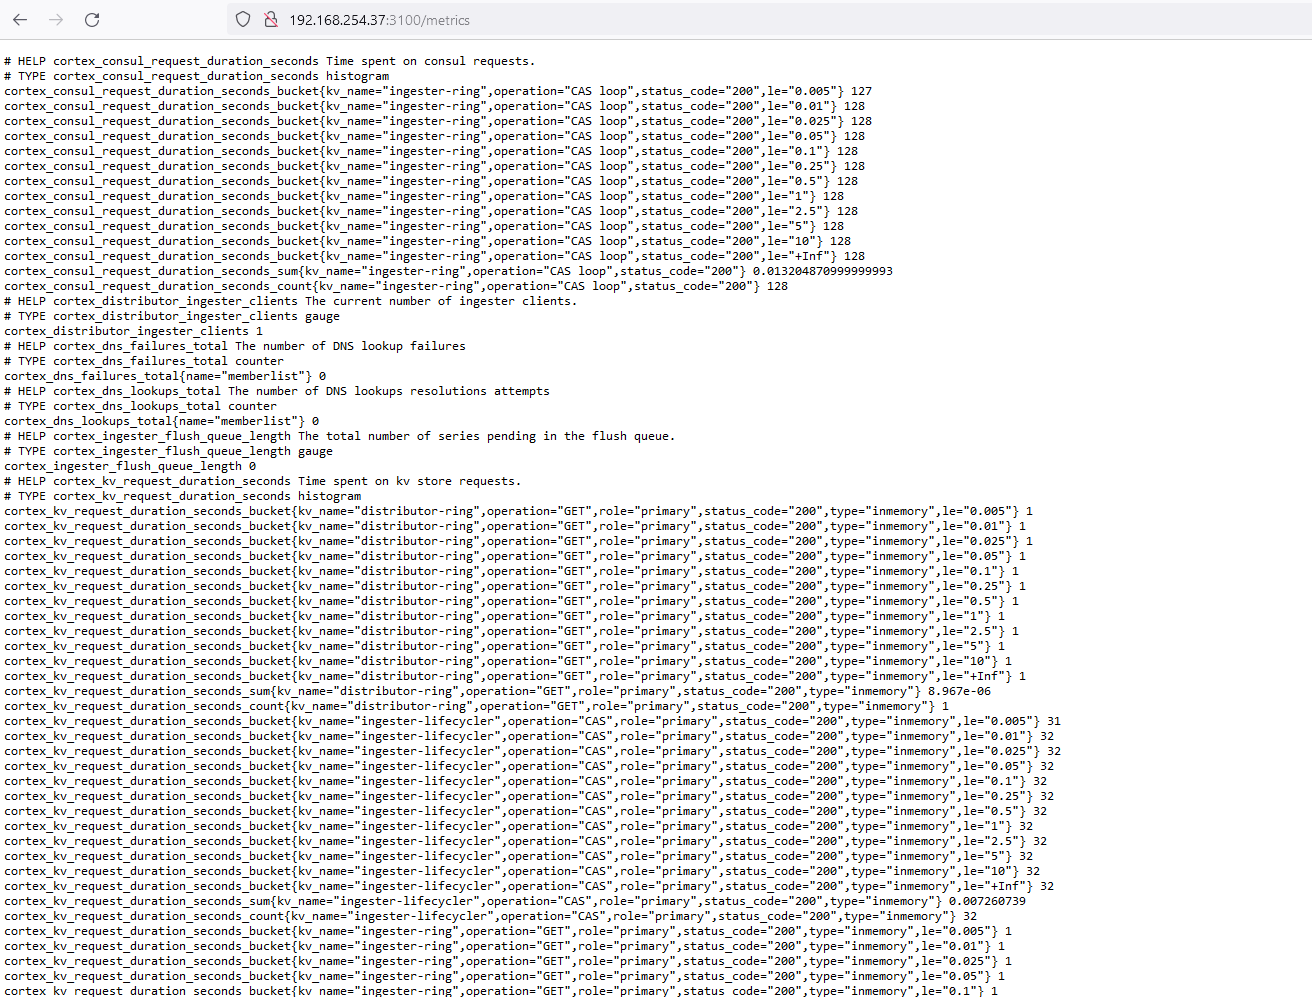 192.168.254.37:3100/metrics
# HELP cortex_consul_request_duration_seconds Time spent on consul requests.
# TYPE cortex_consul_request_duration_seconds histogram
cortex_consul_request_duration_seconds_bucket{kv_name="ingester-ring",operation="CAS loop",status_code="200",le="0.005"} 127
cortex_consul_request_duration_seconds_bucket{kv_name="ingester-ring",operation="CAS loop",status_code="200",le="0.01"} 128
cortex_consul_request_duration_seconds_bucket{kv_name="ingester-ring",operation="CAS loop",status_code="200",le="0.025"} 128
cortex_consul_request_duration_seconds_bucket{kv_name="ingester-ring",operation="CAS loop",status_code="200",le="0.05"} 128
cortex_consul_request_duration_seconds_bucket{kv_name="ingester-ring",operation="CAS loop",status_code="200",le="0.1"} 128
cortex_consul_request_duration_seconds_bucket{kv_name="ingester-ring",operation="CAS loop",status_code="200",le="0.25"} 128
cortex_consul_request_duration_seconds_bucket{kv_name="ingester-ring",operation="CAS loop",status_code="200",le="0.5"} 128
cortex_consul_request_duration_seconds_bucket{kv_name="ingester-ring",operation="CAS loop",status_code="200",le="1"} 128
cortex_consul_request_duration_seconds_bucket{kv_name="ingester-ring",operation="CAS loop",status_code="200",le="2.5"} 128
cortex_consul_request_duration_seconds_bucket{kv_name="ingester-ring",operation="CAS loop",status_code="200",le="5"} 128
cortex_consul_request_duration_seconds_bucket{kv_name="ingester-ring",operation="CAS loop",status_code="200",le="10"} 128
cortex_consul_request_duration_seconds_bucket{kv_name="ingester-ring",operation="CAS loop",status_code="200",le="+Inf"} 128
cortex_consul_request_duration_seconds_sum{kv_name="ingester-ring",operation="CAS loop",status_code="200"} 0.013204870999999993
cortex_consul_request_duration_seconds_count{kv_name="ingester-ring",operation="CAS loop",status_code="200"} 128
# HELP cortex_distributor_ingester_clients The current number of ingester clients.
# TYPE cortex_distributor_ingester_clients gauge
cortex_distributor_ingester_clients 1
# HELP cortex_dns_failures_total The number of DNS lookup failures
# TYPE cortex_dns_failures_total counter
cortex_dns_failures_total{name="memberlist"} 0
# HELP cortex_dns_lookups_total The number of DNS lookups resolutions attempts
# TYPE cortex_dns_lookups_total counter
cortex_dns_lookups_total{name="memberlist"} 0
# HELP cortex_ingester_flush_queue_length The total number of series pending in the flush queue.
# TYPE cortex_ingester_flush_queue_length gauge
cortex_ingester_flush_queue_length 0
# HELP cortex_kv_request_duration_seconds Time spent on kv store requests.
# TYPE cortex_kv_request_duration_seconds histogram
cortex_kv_request_duration_seconds_bucket{kv_name="distributor-ring",operation="GET",role="primary",status_code="200",type="inmemory",le="0.005"} 1
cortex_kv_request_duration_seconds_bucket{kv_name="distributor-ring",operation="GET",role="primary",status_code="200",type="inmemory",le="0.01"} 1
cortex_kv_request_duration_seconds_bucket{kv_name="distributor-ring",operation="GET",role="primary",status_code="200",type="inmemory",le="0.025"} 1
cortex_kv_request_duration_seconds_bucket{kv_name="distributor-ring",operation="GET",role="primary",status_code="200",type="inmemory",le="0.05"} 1
cortex_kv_request_duration_seconds_bucket{kv_name="distributor-ring",operation="GET",role="primary",status_code="200",type="inmemory",le="0.1"} 1
cortex_kv_request_duration_seconds_bucket{kv_name="distributor-ring",operation="GET",role="primary",status_code="200",type="inmemory",le="0.25"} 1
cortex_kv_request_duration_seconds_bucket{kv_name="distributor-ring",operation="GET",role="primary",status_code="200",type="inmemory",le="0.5"} 1
cortex_kv_request_duration_seconds_bucket{kv_name="distributor-ring",operation="GET",role="primary",status_code="200",type="inmemory",le="1"} 1
cortex_kv_request_duration_seconds_bucket{kv_name="distributor-ring",operation="GET",role="primary",status_code="200",type="inmemory",le="2.5"} 1
cortex_kv_request_duration_seconds_bucket{kv_name="distributor-ring",operation="GET",role="primary",status_code="200",type="inmemory",le="5"} 1
cortex_kv_request_duration_seconds_bucket{kv_name="distributor-ring",operation="GET",role="primary",status_code="200",type="inmemory",le="10"} 1
cortex_kv_request_duration_seconds_bucket{kv_name="distributor-ring",operation="GET",role="primary",status_code="200",type="inmemory",le="+Inf"} 1
cortex_kv_request_duration_seconds_sum{kv_name="distributor-ring",operation="GET",role="primary",status_code="200",type="inmemory"} 8.967e-06
cortex_kv_request_duration_seconds_count{kv_name="distributor-ring",operation="GET",role="primary",status_code="200",type="inmemory"} 1
cortex_kv_request_duration_seconds_bucket{kv_name="ingester-lifecycler",operation="CAS",role="primary",status_code="200",type="inmemory",le="0.005"} 31
cortex_kv_request_duration_seconds_bucket{kv_name="ingester-lifecycler",operation="CAS",role="primary",status_code="200",type="inmemory",le="0.01"} 32
cortex_kv_request_duration_seconds_bucket{kv_name="ingester-lifecycler",operation="CAS",role="primary",status_code="200",type="inmemory",le="0.025"} 32
cortex_kv_request_duration_seconds_bucket{kv_name="ingester-lifecycler",operation="CAS",role="primary",status_code="200",type="inmemory",le="0.05"} 32
cortex_kv_request_duration_seconds_bucket{kv_name="ingester-lifecycler",operation="CAS",role="primary",status_code="200",type="inmemory",le="0.1"} 32
cortex_kv_request_duration_seconds_bucket{kv_name="ingester-lifecycler",operation="CAS",role="primary",status_code="200",type="inmemory",le="0.25"} 32
cortex_kv_request_duration_seconds_bucket{kv_name="ingester-lifecycler",operation="CAS",role="primary",status_code="200",type="inmemory",le="0.5"} 32
cortex_kv_request_duration_seconds_bucket{kv_name="ingester-lifecycler",operation="CAS",role="primary",status_code="200",type="inmemory",le="1"} 32
cortex_kv_request_duration_seconds_bucket{kv_name="ingester-lifecycler",operation="CAS",role="primary",status_code="200",type="inmemory",le="2.5"} 32
cortex_kv_request_duration_seconds_bucket{kv_name="ingester-lifecycler",operation="CAS",role="primary",status_code="200",type="inmemory",le="5"} 32
cortex_kv_request_duration_seconds_bucket{kv_name="ingester-lifecycler",operation="CAS",role="primary",status_code="200",type="inmemory",le="10"} 32
cortex_kv_request_duration_seconds_bucket{kv_name="ingester-lifecycler",operation="CAS",role="primary",status_code="200",type="inmemory",le="+Inf"} 32
cortex_kv_request_duration_seconds_sum{kv_name="ingester-lifecycler",operation="CAS",role="primary",status_code="200",type="inmemory"} 0.007260739
cortex_kv_request_duration_seconds_count{kv_name="ingester-lifecycler",operation="CAS",role="primary",status_code="200",type="inmemory"} 32
cortex_kv_request_duration_seconds_bucket{kv_name="ingester-ring",operation="GET",role="primary",status_code="200",type="inmemory",le="0.005"} 1
cortex_kv_request_duration_seconds_bucket{kv_name="ingester-ring",operation="GET",role="primary",status_code="200",type="inmemory",le="0.01"} 1
cortex_kv_request_duration_seconds_bucket{kv_name="ingester-ring",operation="GET",role="primary",status_code="200",type="inmemory",le="0.025"} 1
cortex_kv_request_duration_seconds_bucket{kv_name="ingester-ring",operation="GET",role="primary",status_code="200",type="inmemory",le="0.05"} 1
cortex_kv_request_duration_seconds_bucket{kv_name="ingester-ring",operation="GET",role="primary",status_code="200",type="inmemory",le="0.1"} 1